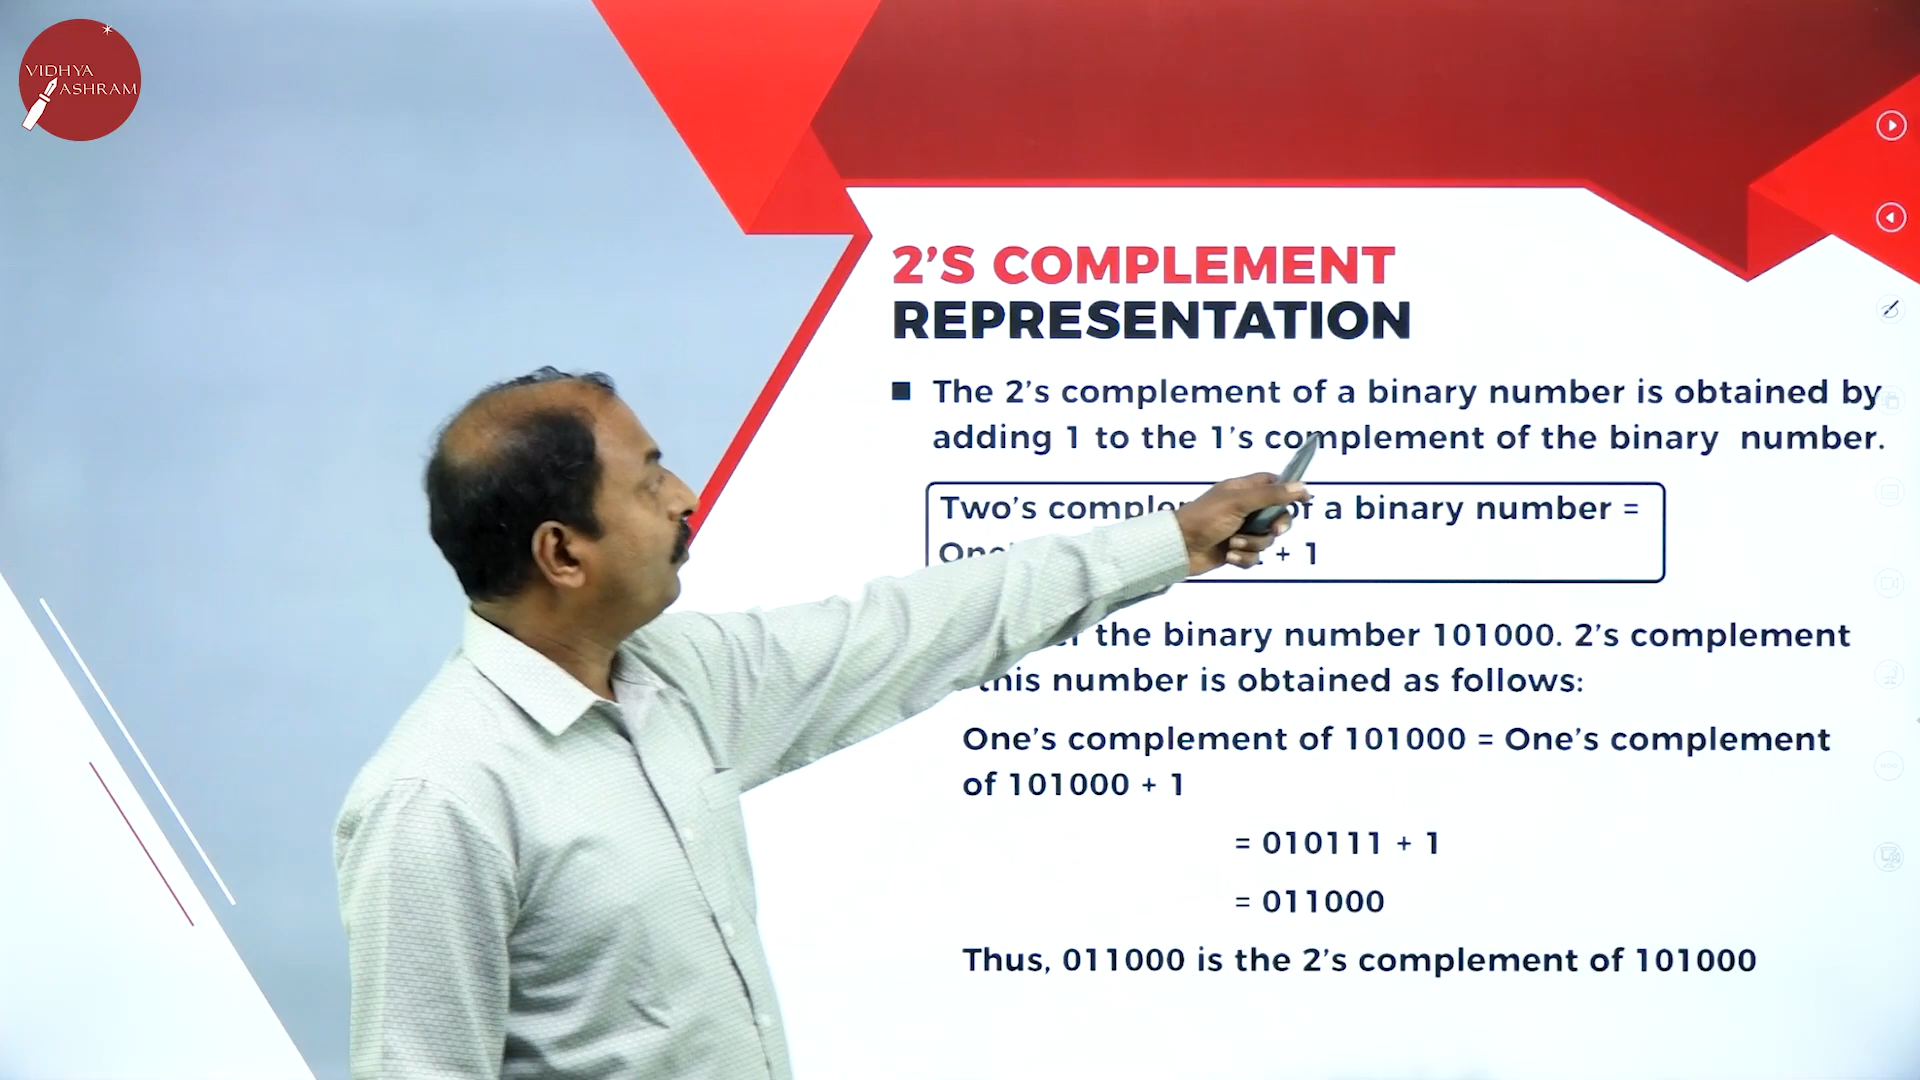 VIDHYA
ASHRAM
2’S COMPLEMENT
REPRESENTATION
■ The 2’s complement of a binary number is obtained by
adding 1 to the 1’s complement of the binary number.
Two’s of a binary number =
+ 1
the binary number 101000. 2’s complement
this number is obtained as follows:
One’s complement of 101000 = One’s complement
of 101000 + 1
= 010111 + 1
= 011000
Thus, 011000 is the 2’s complement of 101000